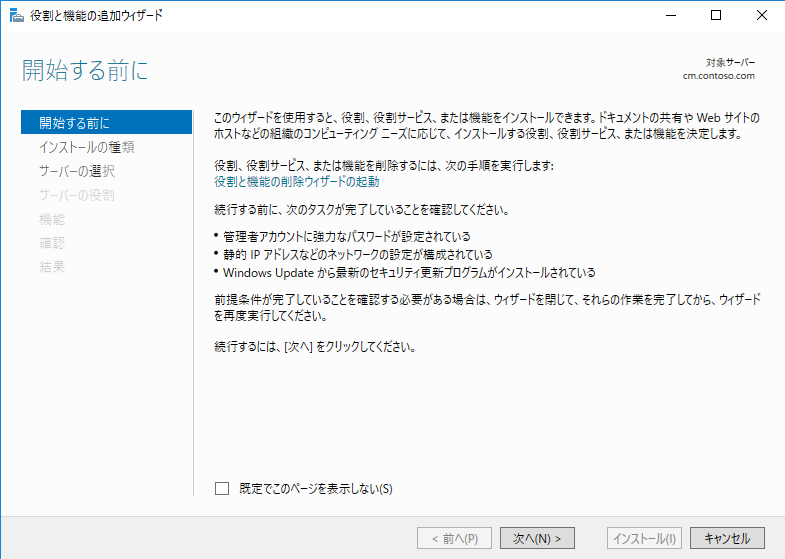 役割と機能の追加ウィザード
開始する前に
対象サーバー
cm.contoso.com
開始する前に
インストールの種類
サーバーの選択
サーバーの役割
機能
確認
結果
このウィザードを使用すると、役割、役割サービス、または機能をインストールできます。ドキュメントの共有や Web サイトの
ホストなどの組織のコンピューティング ニーズに応じて、インストールする役割、役割サービス、または機能を決定します。
役割、役割サービス、または機能を削除するには、次の手順を実行します:
役割と機能の削除ウィザードの起動
続行する前に、次のタスクが完了していることを確認してください。
• 管理者アカウントに強力なパスワードが設定されている
• 静的 IP アドレスなどのネットワークの設定が構成されている
• Windows Update から最新のセキュリティ更新プログラムがインストールされている
前提条件が完了していることを確認する必要がある場合は、ウィザードを閉じて、それらの作業を完了してから、ウィザード
を再度実行してください。
続行するには、[次へ] をクリックしてください。
既定でこのページを表示しない(S)
< 前へ(P)
次へ(N) >
インストール(I)
キャンセル